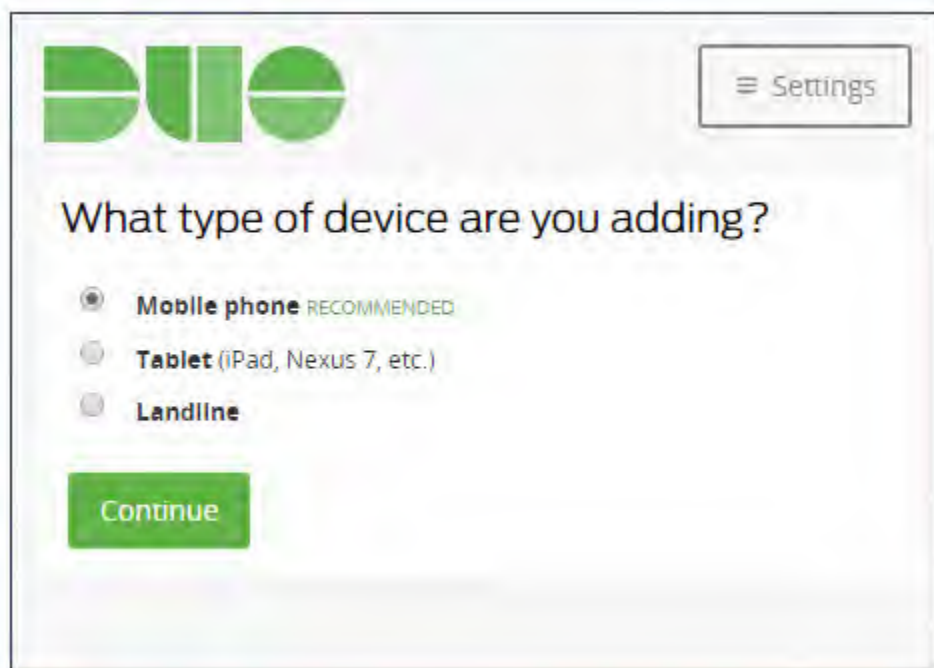 DUO
≡ Settings
What type of device are you adding?
Mobile phone RECOMMENDED
Tablet (iPad, Nexus 7, etc.)
Landline
Continue